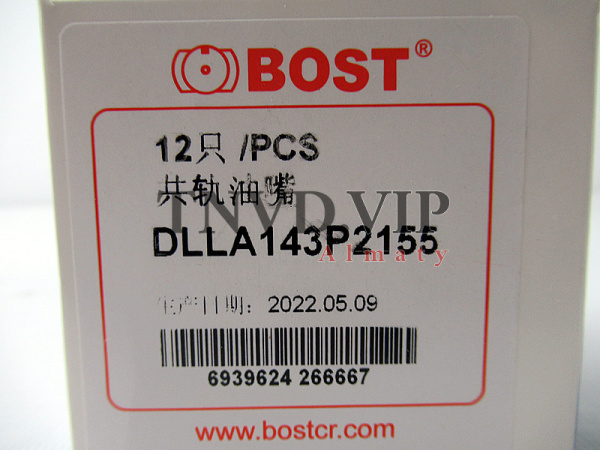 BOST®
12只 /PCS
共轨油嘴
TNVD.VIP
DLLA143P2155
Almaty
生产日期: 2022.05.09
6939624 266667
www.bostcr.com